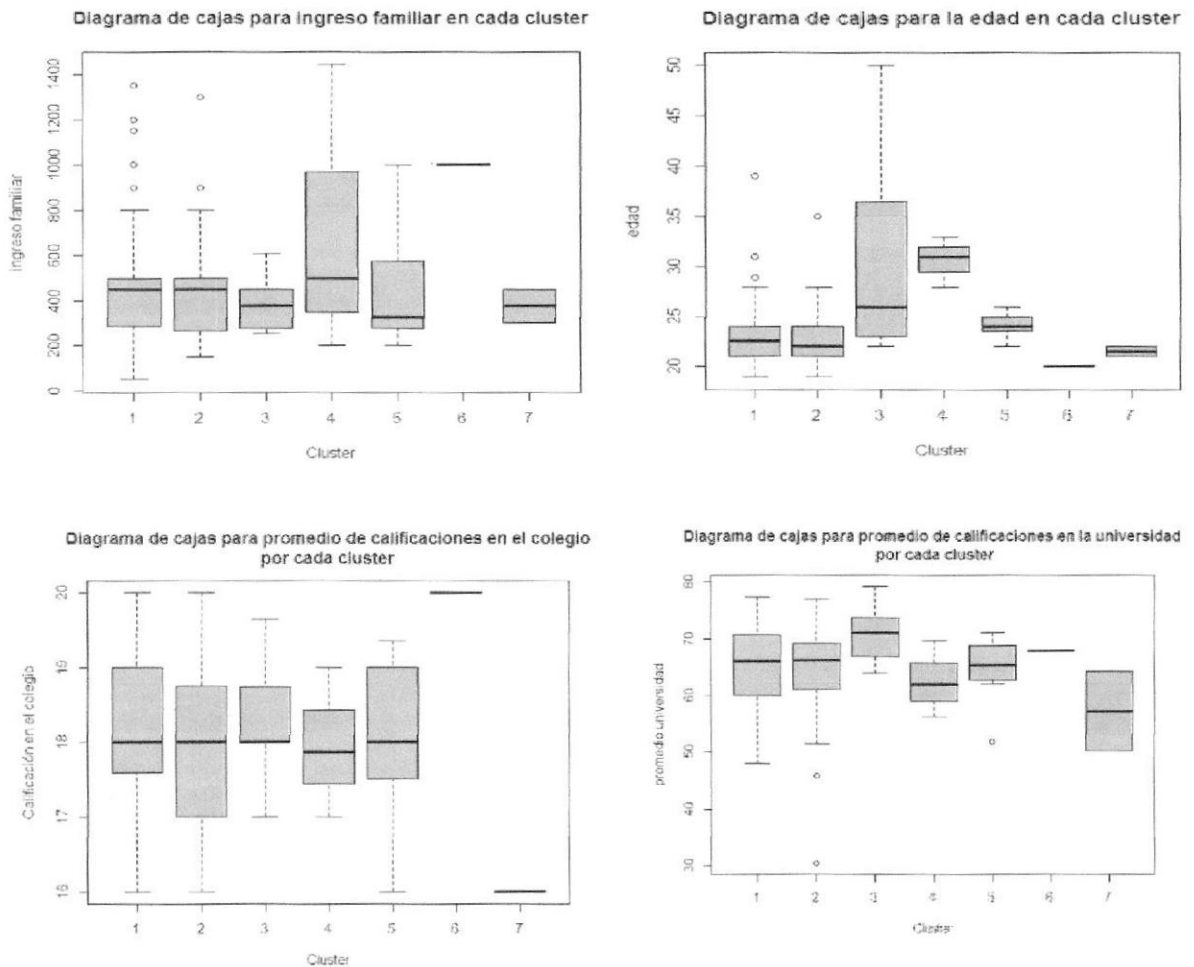 Diagrama de cajas para ingreso familiar en cada cluster
1400
1200
1000
800
600
400
200
0
ingreso familiar
1 2 3 4 5 6 7
Cluster
Diagrama de cajas para la edad en cada cluster
50
45
40
35
30
25
20
edad
1 2 3 4 5 6 7
Cluster
Diagrama de cajas para promedio de calificaciones en el colegio
por cada cluster
20
19
18
17
16
Calificación en el colegio
1 2 3 4 5 6 7
Cluster
Diagrama de cajas para promedio de calificaciones en la universidad
por cada cluster
80
70
60
50
40
30
promedio universidad
1 2 3 4 5 6 7
Cluster